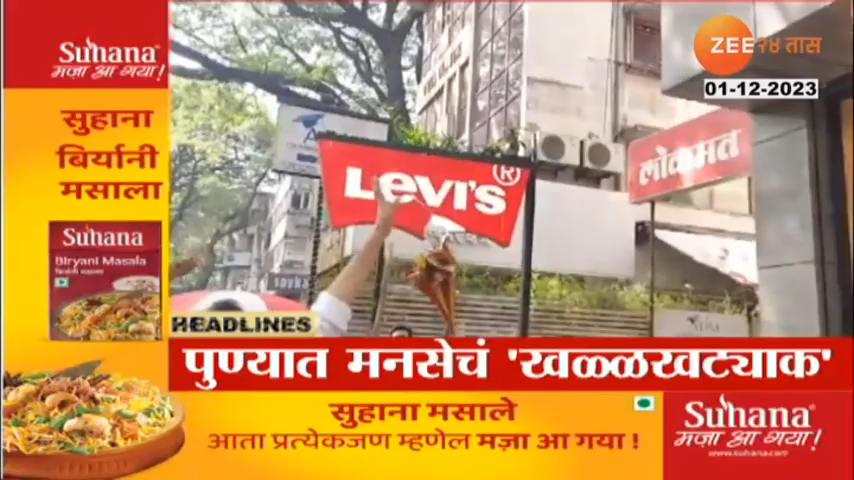 Suhana®
मज़ा आ गया!
सुहाना
बिर्यानी
मसाला
Suhana
Biryani Masala
ZEE २४ तास
01-12-2023
LEVI'S®
लोकमत
HEADLINES
पुण्यात मनसेचं 'खळ्ळखट्याक'
सुहाना मसाले
आता प्रत्येकजण म्हणेल मज़ा आ गया!
Suhana®
मज़ा आ गया!
www.suhana.com